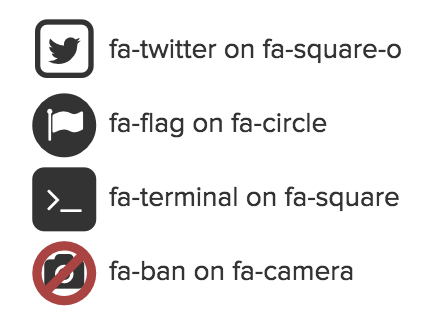 fa-twitter on fa-square-o
fa-flag on fa-circle
fa-terminal on fa-square
fa-ban on fa-camera